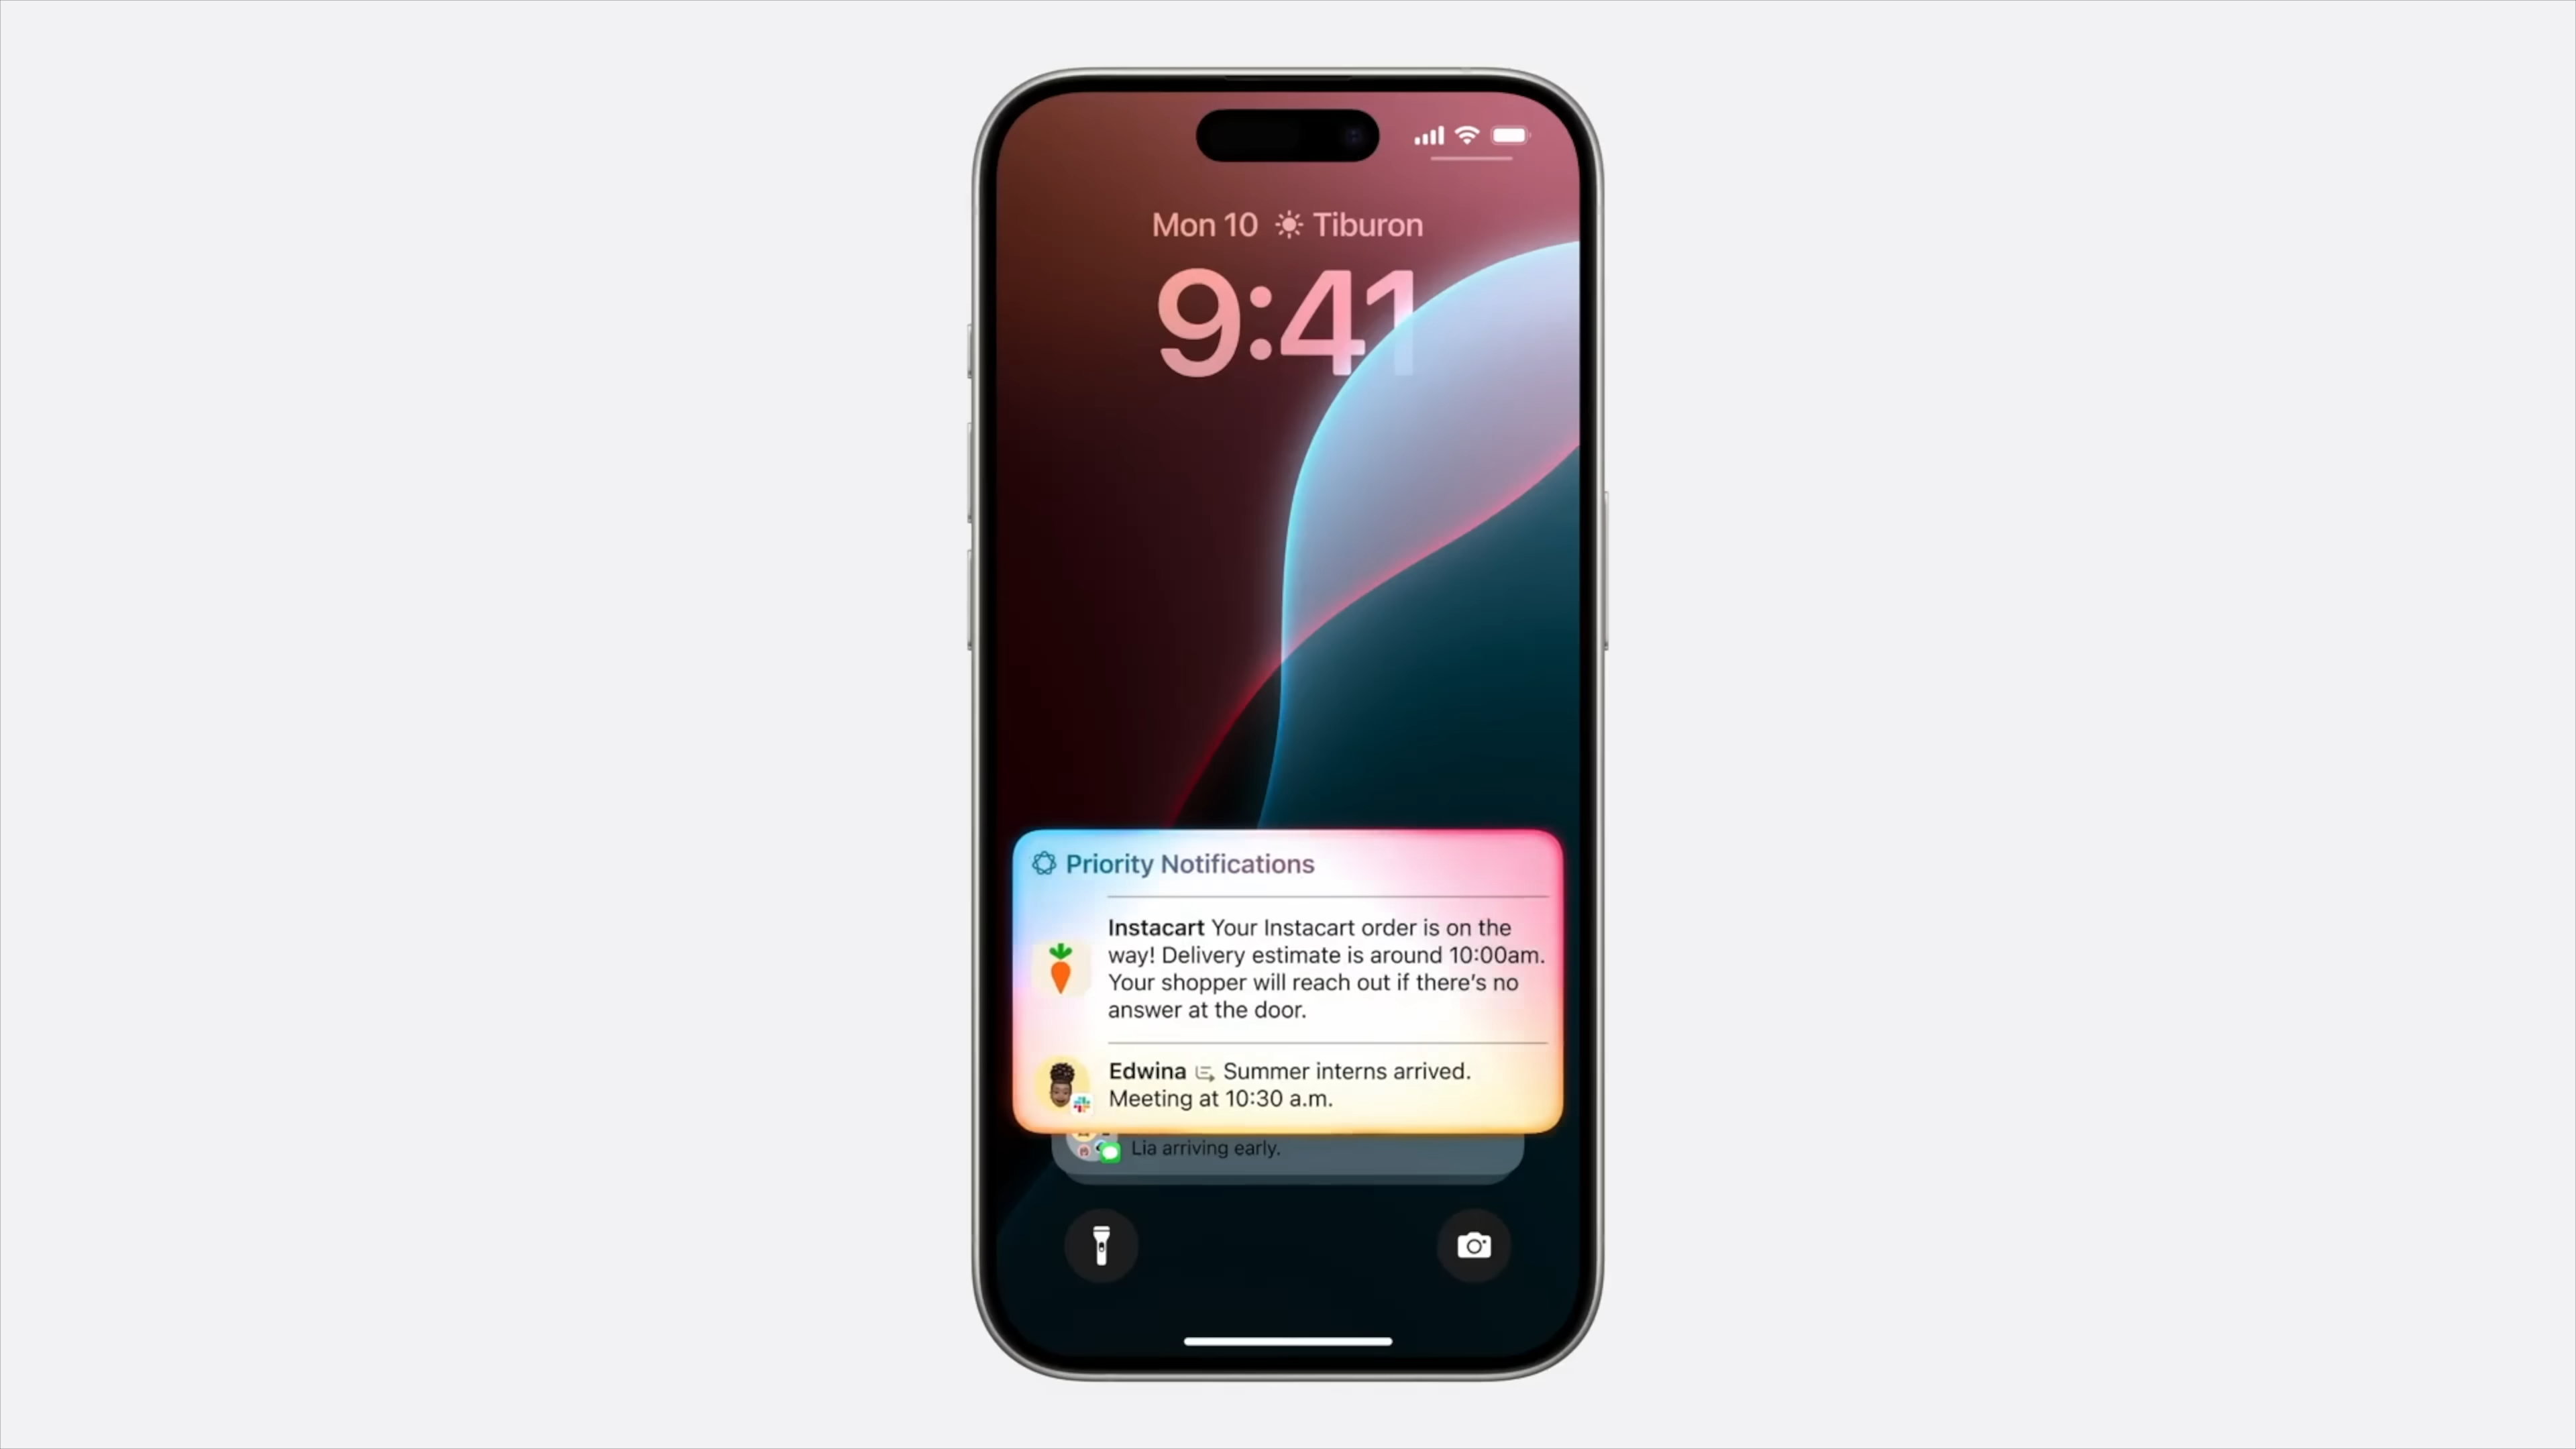 Mon 10 Tiburon
9:41
Priority Notifications
Instacart Your Instacart order is on the
way! Delivery estimate is around 10:00am.
Your shopper will reach out if there’s no
answer at the door.
Edwina Summer interns arrived.
Meeting at 10:30 a.m.
Lia arriving early.